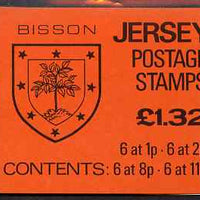 BISSON
JERSEY
POSTAGE
STAMPS
£1.32
6 at 1p · 6 at 2
CONTENTS: 6 at 8p · 6 at 11